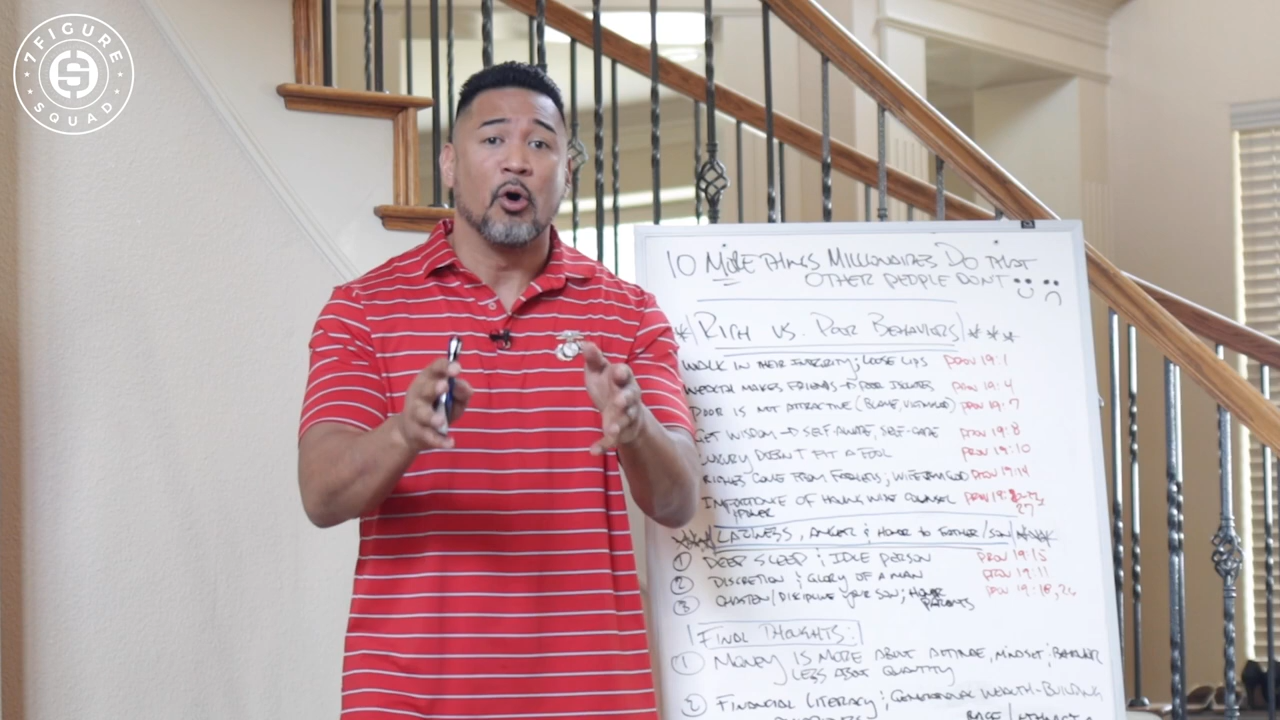 7 FIGURE SQUAD
10 MORE THINGS MILLIONAIRES DO THAT
OTHER PEOPLE DON'T
RICH VS. POOR BEHAVIORS
WALK IN THEIR INTEGRITY; LOOSE LIPS PROV 19:1
WEALTH MAKES FRIENDS → POOR ISOLATES PROV 19:4
POOR IS NOT ATTRACTIVE (BLAME, VICTIMHOOD) PROV 19:7
GET WISDOM → SELF-AWARE, SELF-CARE PROV 19:8
LUXURY DOESN'T FIT A FOOL PROV 19:10
RICHES COME FROM ; WIFE FROM GOD PROV 19:14
IMPORTANCE OF HAVING WISE COUNSEL PROV 19:
27
LAZINESS, ANGER & HONOR TO FATHER/SON
1 DEEP SLEEP & IDLE PERSON PROV 19:15
2 DISCRETION & GLORY OF A MAN PROV 19:11
3 CHASTEN/DISCIPLINE YOUR SON; HONOR PROV 19:18, 26
PARENTS
FINAL THOUGHTS:
1 MONEY IS MORE ABOUT ATTITUDE, MINDSET, BEHAVIOR
LESS ABOUT QUANTITY
2 FINANCIAL LITERACY & GENERATIONAL WEALTH-BUILDING